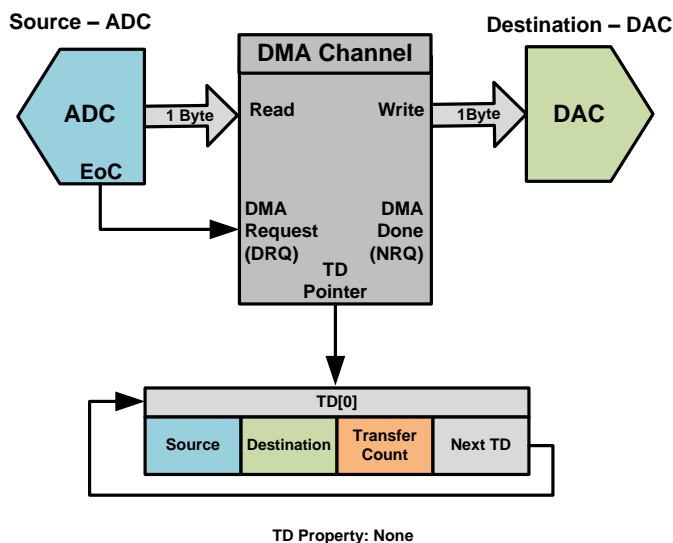 Source – ADC
Destination – DAC
DMA Channel
ADC
1 Byte
Read
Write
1Byte
DAC
EoC
DMA
Request
(DRQ)
DMA
Done
(NRQ)
TD
Pointer
TD[0]
Source
Destination
Transfer
Count
Next TD
TD Property: None